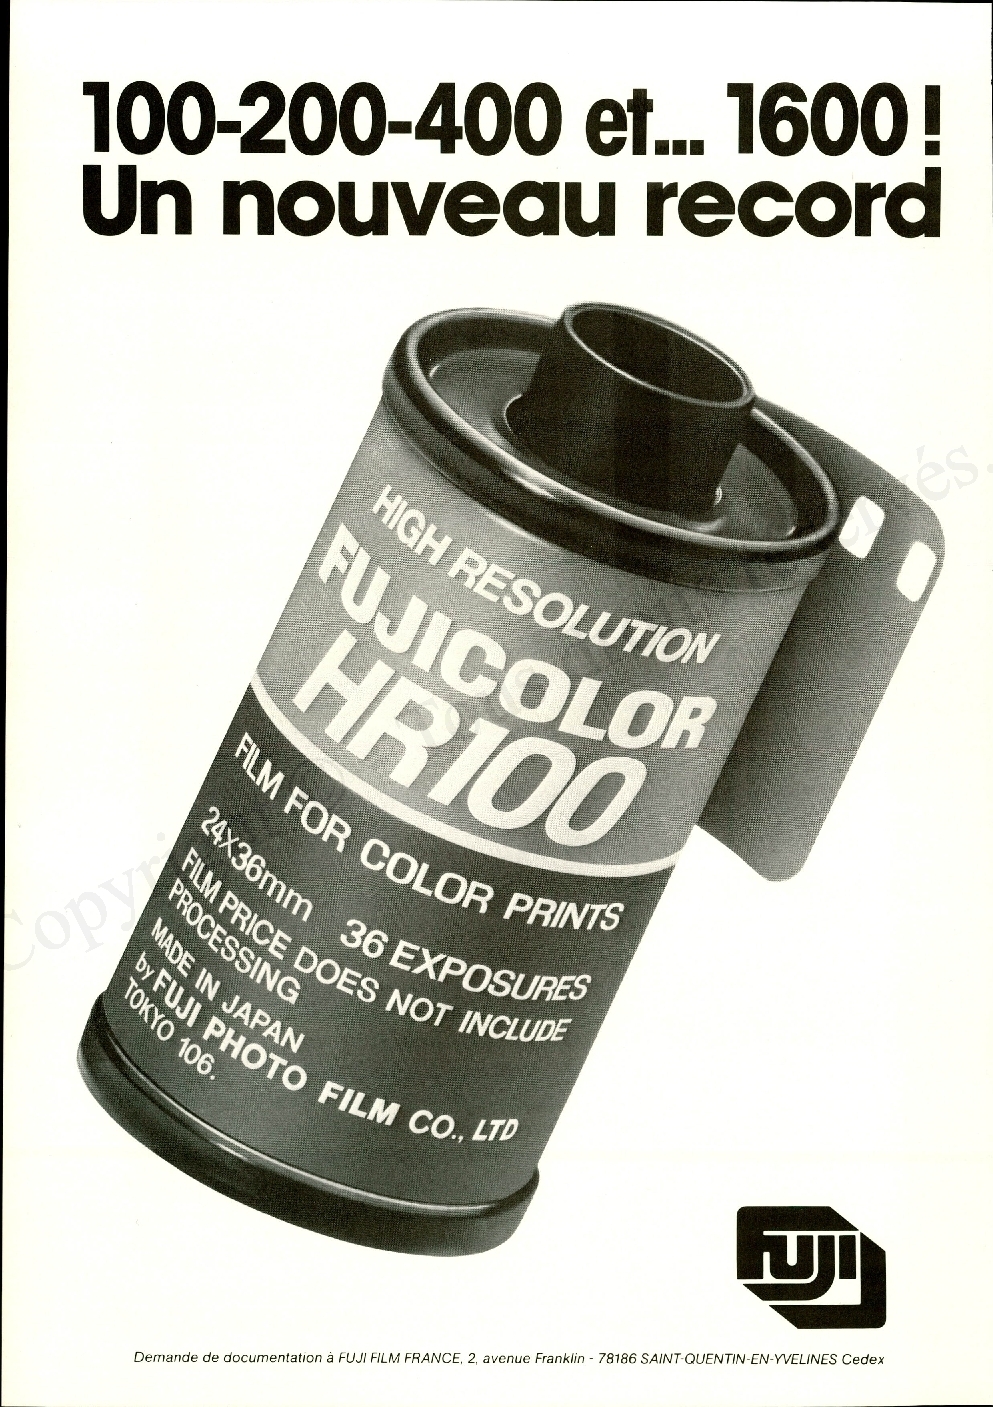 100-200-400 et... 1600 !
Un nouveau record
HIGH RESOLUTION
FUJICOLOR
HR100
FILM FOR COLOR PRINTS
24X36mm 36 EXPOSURES
FILM PRICE DOES NOT INCLUDE
PROCESSING
MADE IN JAPAN
by FUJI PHOTO FILM CO., LTD
TOKYO 106.
FUJI
Demande de documentation à FUJI FILM FRANCE, 2, avenue Franklin - 78186 SAINT-QUENTIN-EN-YVELINES Cedex